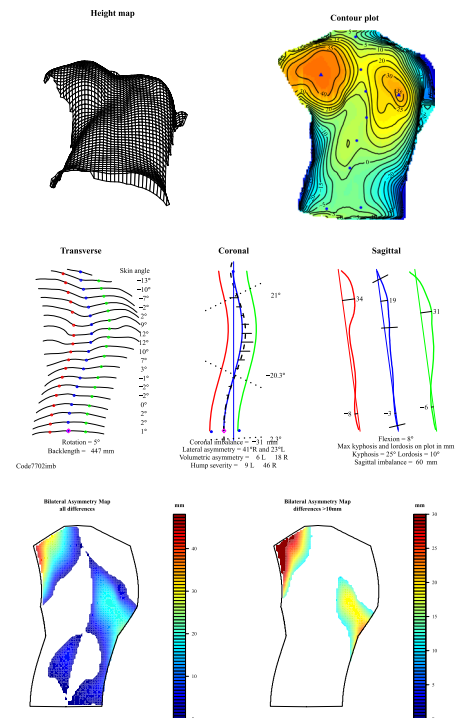 Height map
Contour plot
Transverse
Coronal
Sagittal
Skin angle
−13°
−10°
−7°
−2°
2°
9°
12°
12°
10°
7°
3°
−1°
−3°
−2°
0°
2°
2°
1°
Rotation = 5°
Backlength = 447 mm
Code7702imb
21°
−20.3°
Coronal imbalance = −31 mm
Lateral asymmetry = 41°R and 23°L
Volumetric asymmetry = 6 L 18 R
Hump severity = 9 L 46 R
34
19
31
−8
−3
−6
Flexion = 8°
Max kyphosis and lordosis on plot in mm
Kyphosis = 25° Lordosis = 10°
Sagittal imbalance = 60 mm
Bilateral Asymmetry Map
all differences
mm
40
30
20
10
0
Bilateral Asymmetry Map
differences >10mm
mm
30
25
20
15
10
5
0